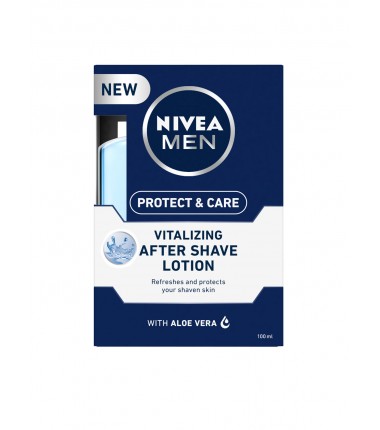 NEW
NIVEA
MEN
PROTECT & CARE
VITALIZING
AFTER SHAVE
LOTION
Refreshes and protects
your shaven skin
WITH ALOE VERA
100 ml